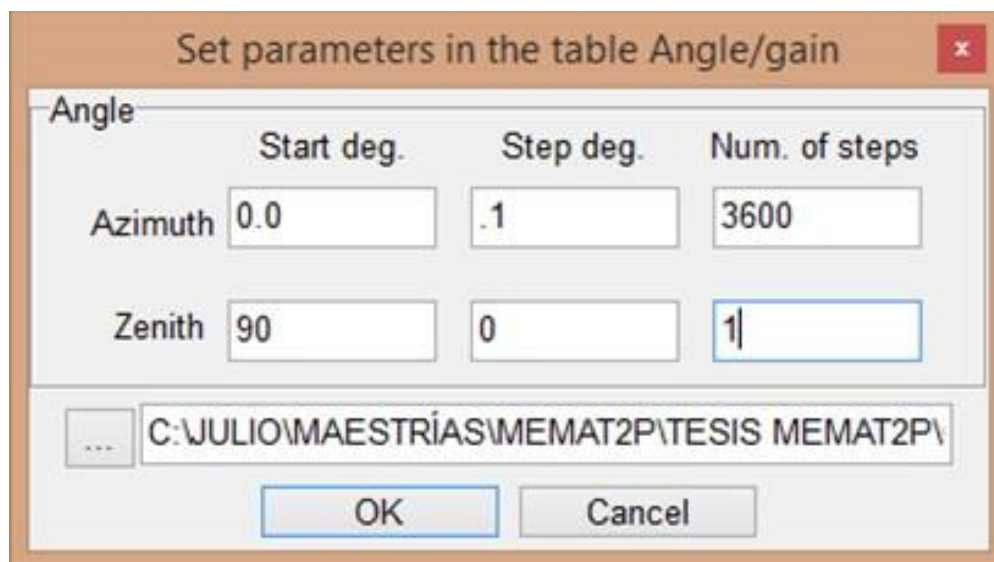 Set parameters in the table Angle/gain x
Angle
Start deg. Step deg. Num. of steps
Azimuth 0.0 .1 3600
Zenith 90 0 1
... C:\JULIO\MAESTRÍAS\MEMAT2P\TESIS MEMAT2P\
OK Cancel